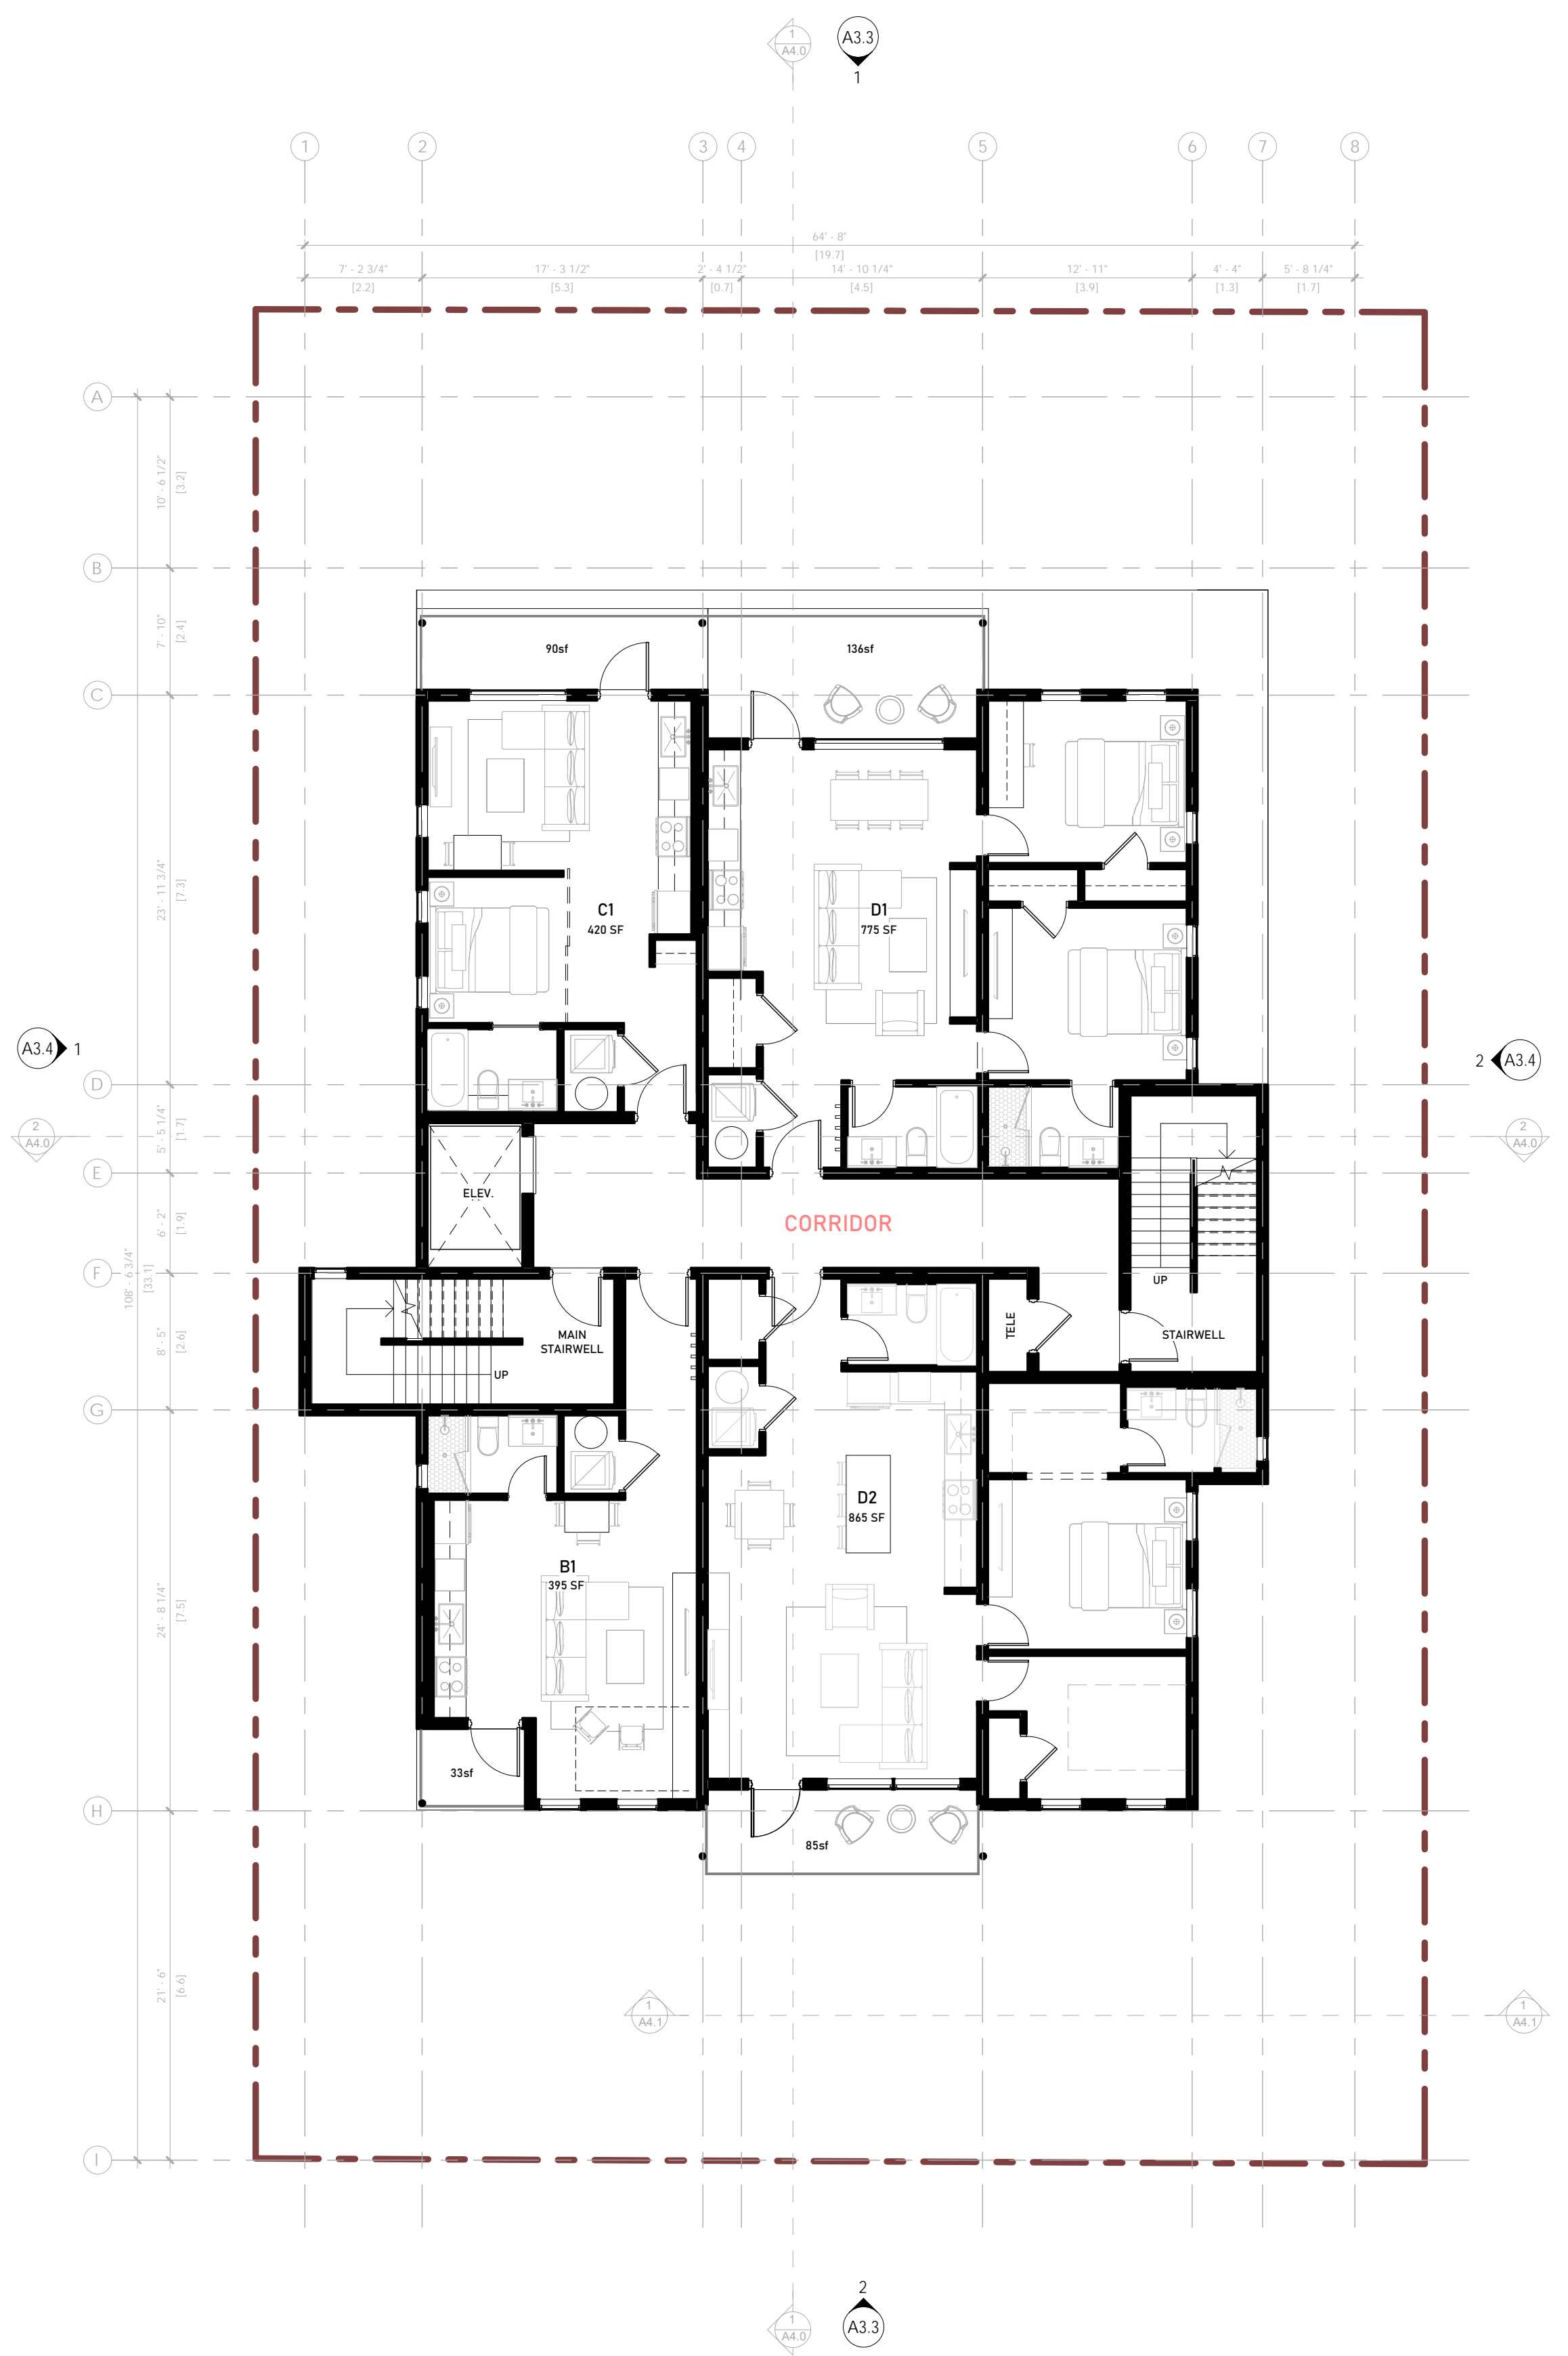 1
A4.0
A3.3
1
1
2
3
4
5
6
7
8
64' - 8"
[19.7]
7' - 2 3/4"
17' - 3 1/2"
2' - 4 1/2"
14' - 10 1/4"
12' - 11"
4' - 4"
5' - 8 1/4"
[2.2]
[5.3]
[0.7]
[4.5]
[3.9]
[1.3]
[1.7]
A
10' - 6 1/2"
[3.2]
B
7' - 10"
[2.4]
90sf
136sf
C
23' - 11 3/4"
[7.3]
C1
420 SF
D1
775 SF
A3.4
1
2
A3.4
D
2
A4.0
5' - 5 1/4"
[1.7]
2
A4.0
E
ELEV.
6' - 2"
[1.9]
CORRIDOR
F
108' - 6 3/4"
[33.1]
UP
8' - 5"
[2.6]
MAIN
STAIRWELL
TELE
STAIRWELL
UP
G
24' - 8 1/4"
[7.5]
D2
865 SF
B1
395 SF
33sf
H
85sf
21' - 6"
[6.6]
1
A4.1
1
A4.1
I
2
A3.3
1
A4.0